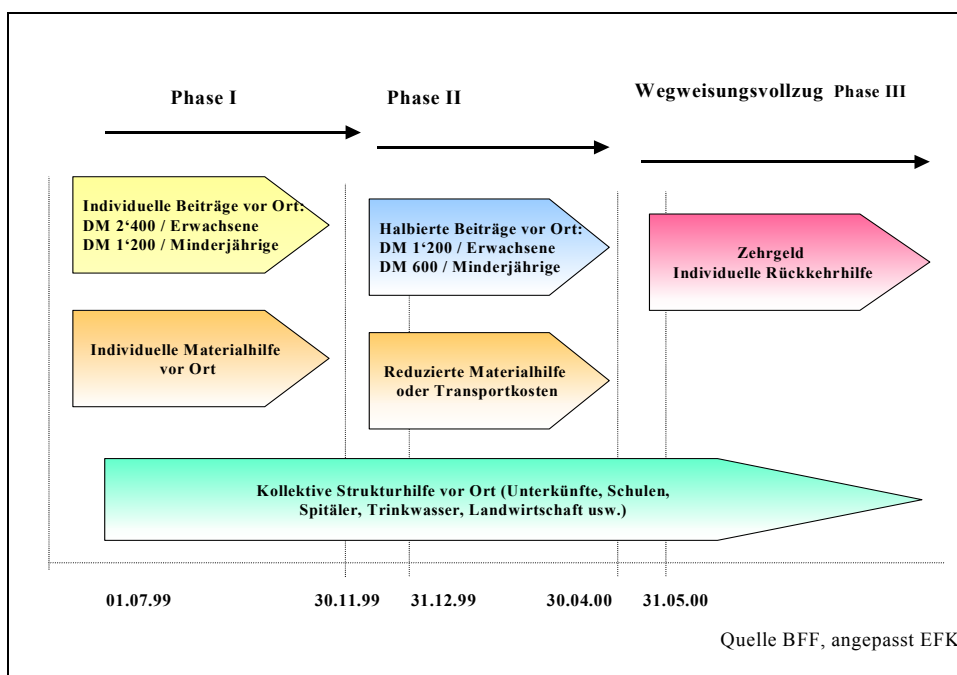 Phase I
Phase II
Wegweisungsvollzug Phase III
Individuelle Beiträge vor Ort:
DM 2‘400 / Erwachsene
DM 1‘200 / Minderjährige
Halbierte Beiträge vor Ort:
DM 1‘200 / Erwachsene
DM 600 / Minderjährige
Zehrgeld
Individuelle Rückkehrhilfe
Individuelle Materialhilfe
vor Ort
Reduzierte Materialhilfe
oder Transportkosten
Kollektive Strukturhilfe vor Ort (Unterkünfte, Schulen,
Spitäler, Trinkwasser, Landwirtschaft usw.)
01.07.99 30.11.99 31.12.99 30.04.00 31.05.00
Quelle BFF, angepasst EFK